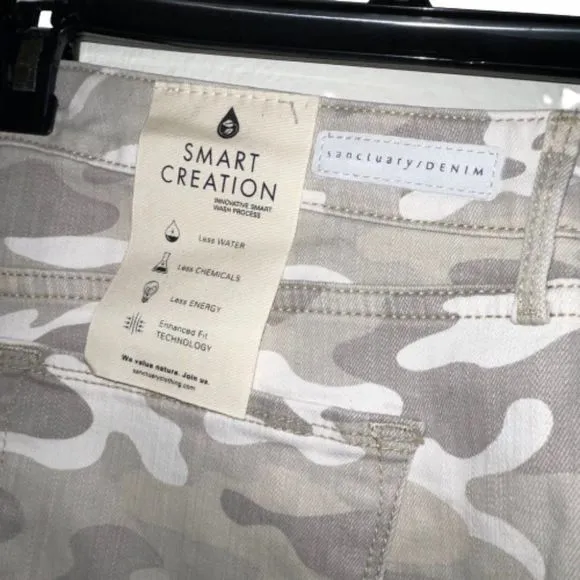 SMART
CREATION
INNOVATIVE SMART
WASH PROCESS
Less WATER
Less CHEMICALS
Less ENERGY
Enhanced Fit
TECHNOLOGY
We value nature. Join us.
sanctuaryclothing.com
sanctuary/DENIM